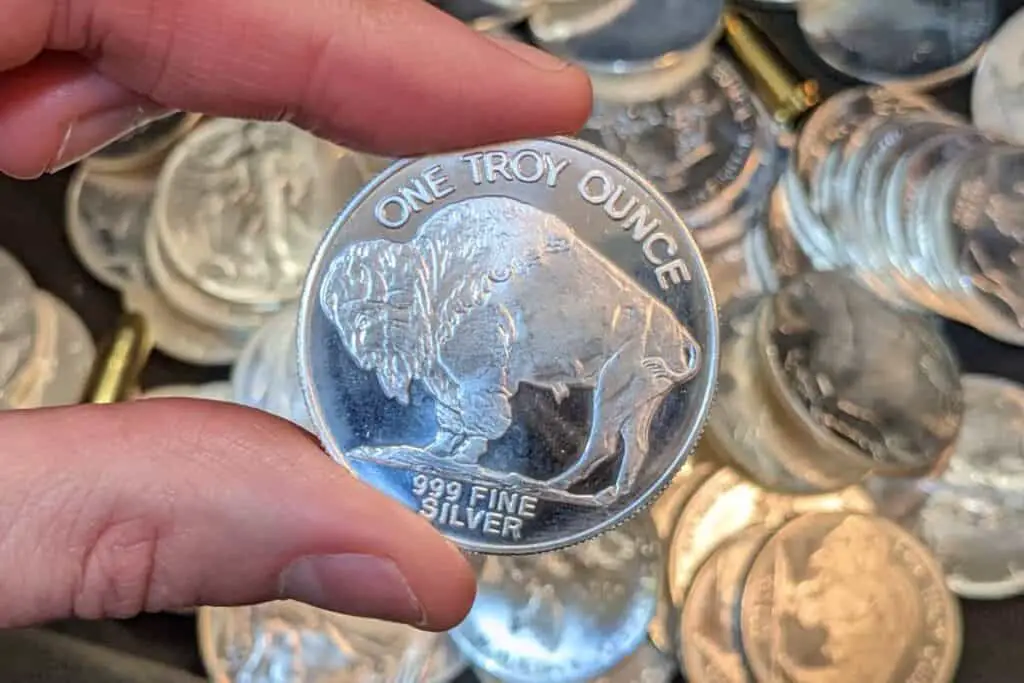 ONE TROY OUNCE
999 FINE
SILVER